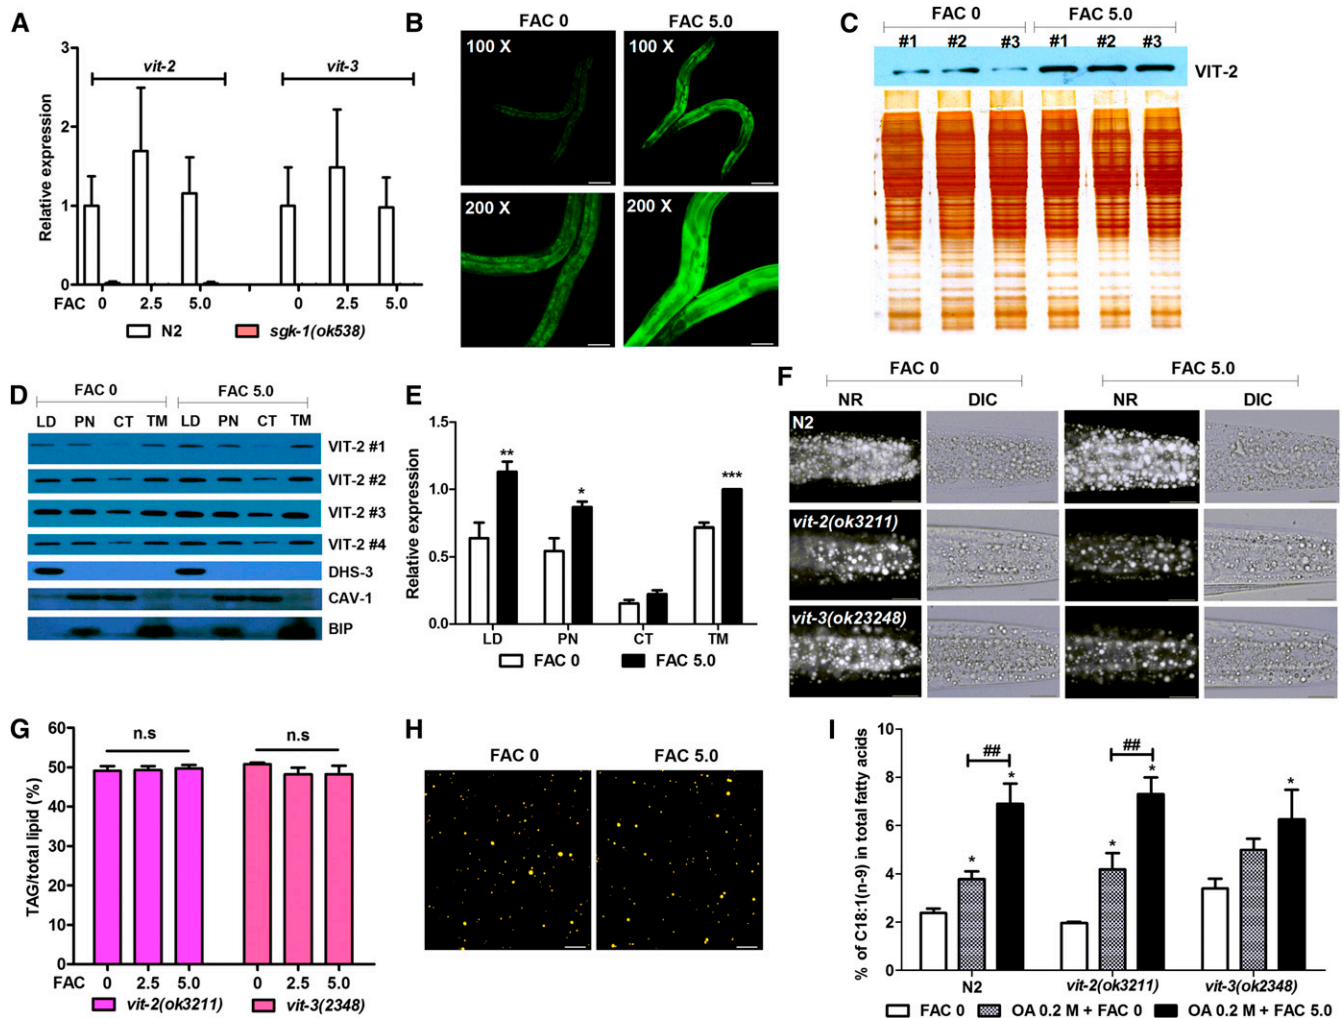 A
3
2
1
0
Relative expression
vit-2
vit-3
FAC 0 2.5 5.0 0 2.5 5.0
N2 sgk-1(ok538)
B
FAC 0 FAC 5.0
100 X 100 X
200 X 200 X
C
FAC 0 FAC 5.0
#1 #2 #3 #1 #2 #3
VIT-2
D
FAC 0 FAC 5.0
LD PN CT TM LD PN CT TM
VIT-2 #1
VIT-2 #2
VIT-2 #3
VIT-2 #4
DHS-3
CAV-1
BIP
E
1.5
1.0
0.5
0.0
Relative expression
** * ***
LD PN CT TM
FAC 0 FAC 5.0
F
FAC 0 FAC 5.0
NR DIC NR DIC
N2
vit-2(ok3211)
vit-3(ok23248)
G
60
50
40
30
20
10
0
TAG/total lipid (%)
n.s n.s
FAC 0 2.5 5.0 0 2.5 5.0
vit-2(ok3211) vit-3(2348)
H
FAC 0 FAC 5.0
I
10
8
6
4
2
0
% of C18:1(n-9) in total fatty acids
## ##
* * * * *
N2 vit-2(ok3211) vit-3(ok2348)
FAC 0 OA 0.2 M + FAC 0 OA 0.2 M + FAC 5.0